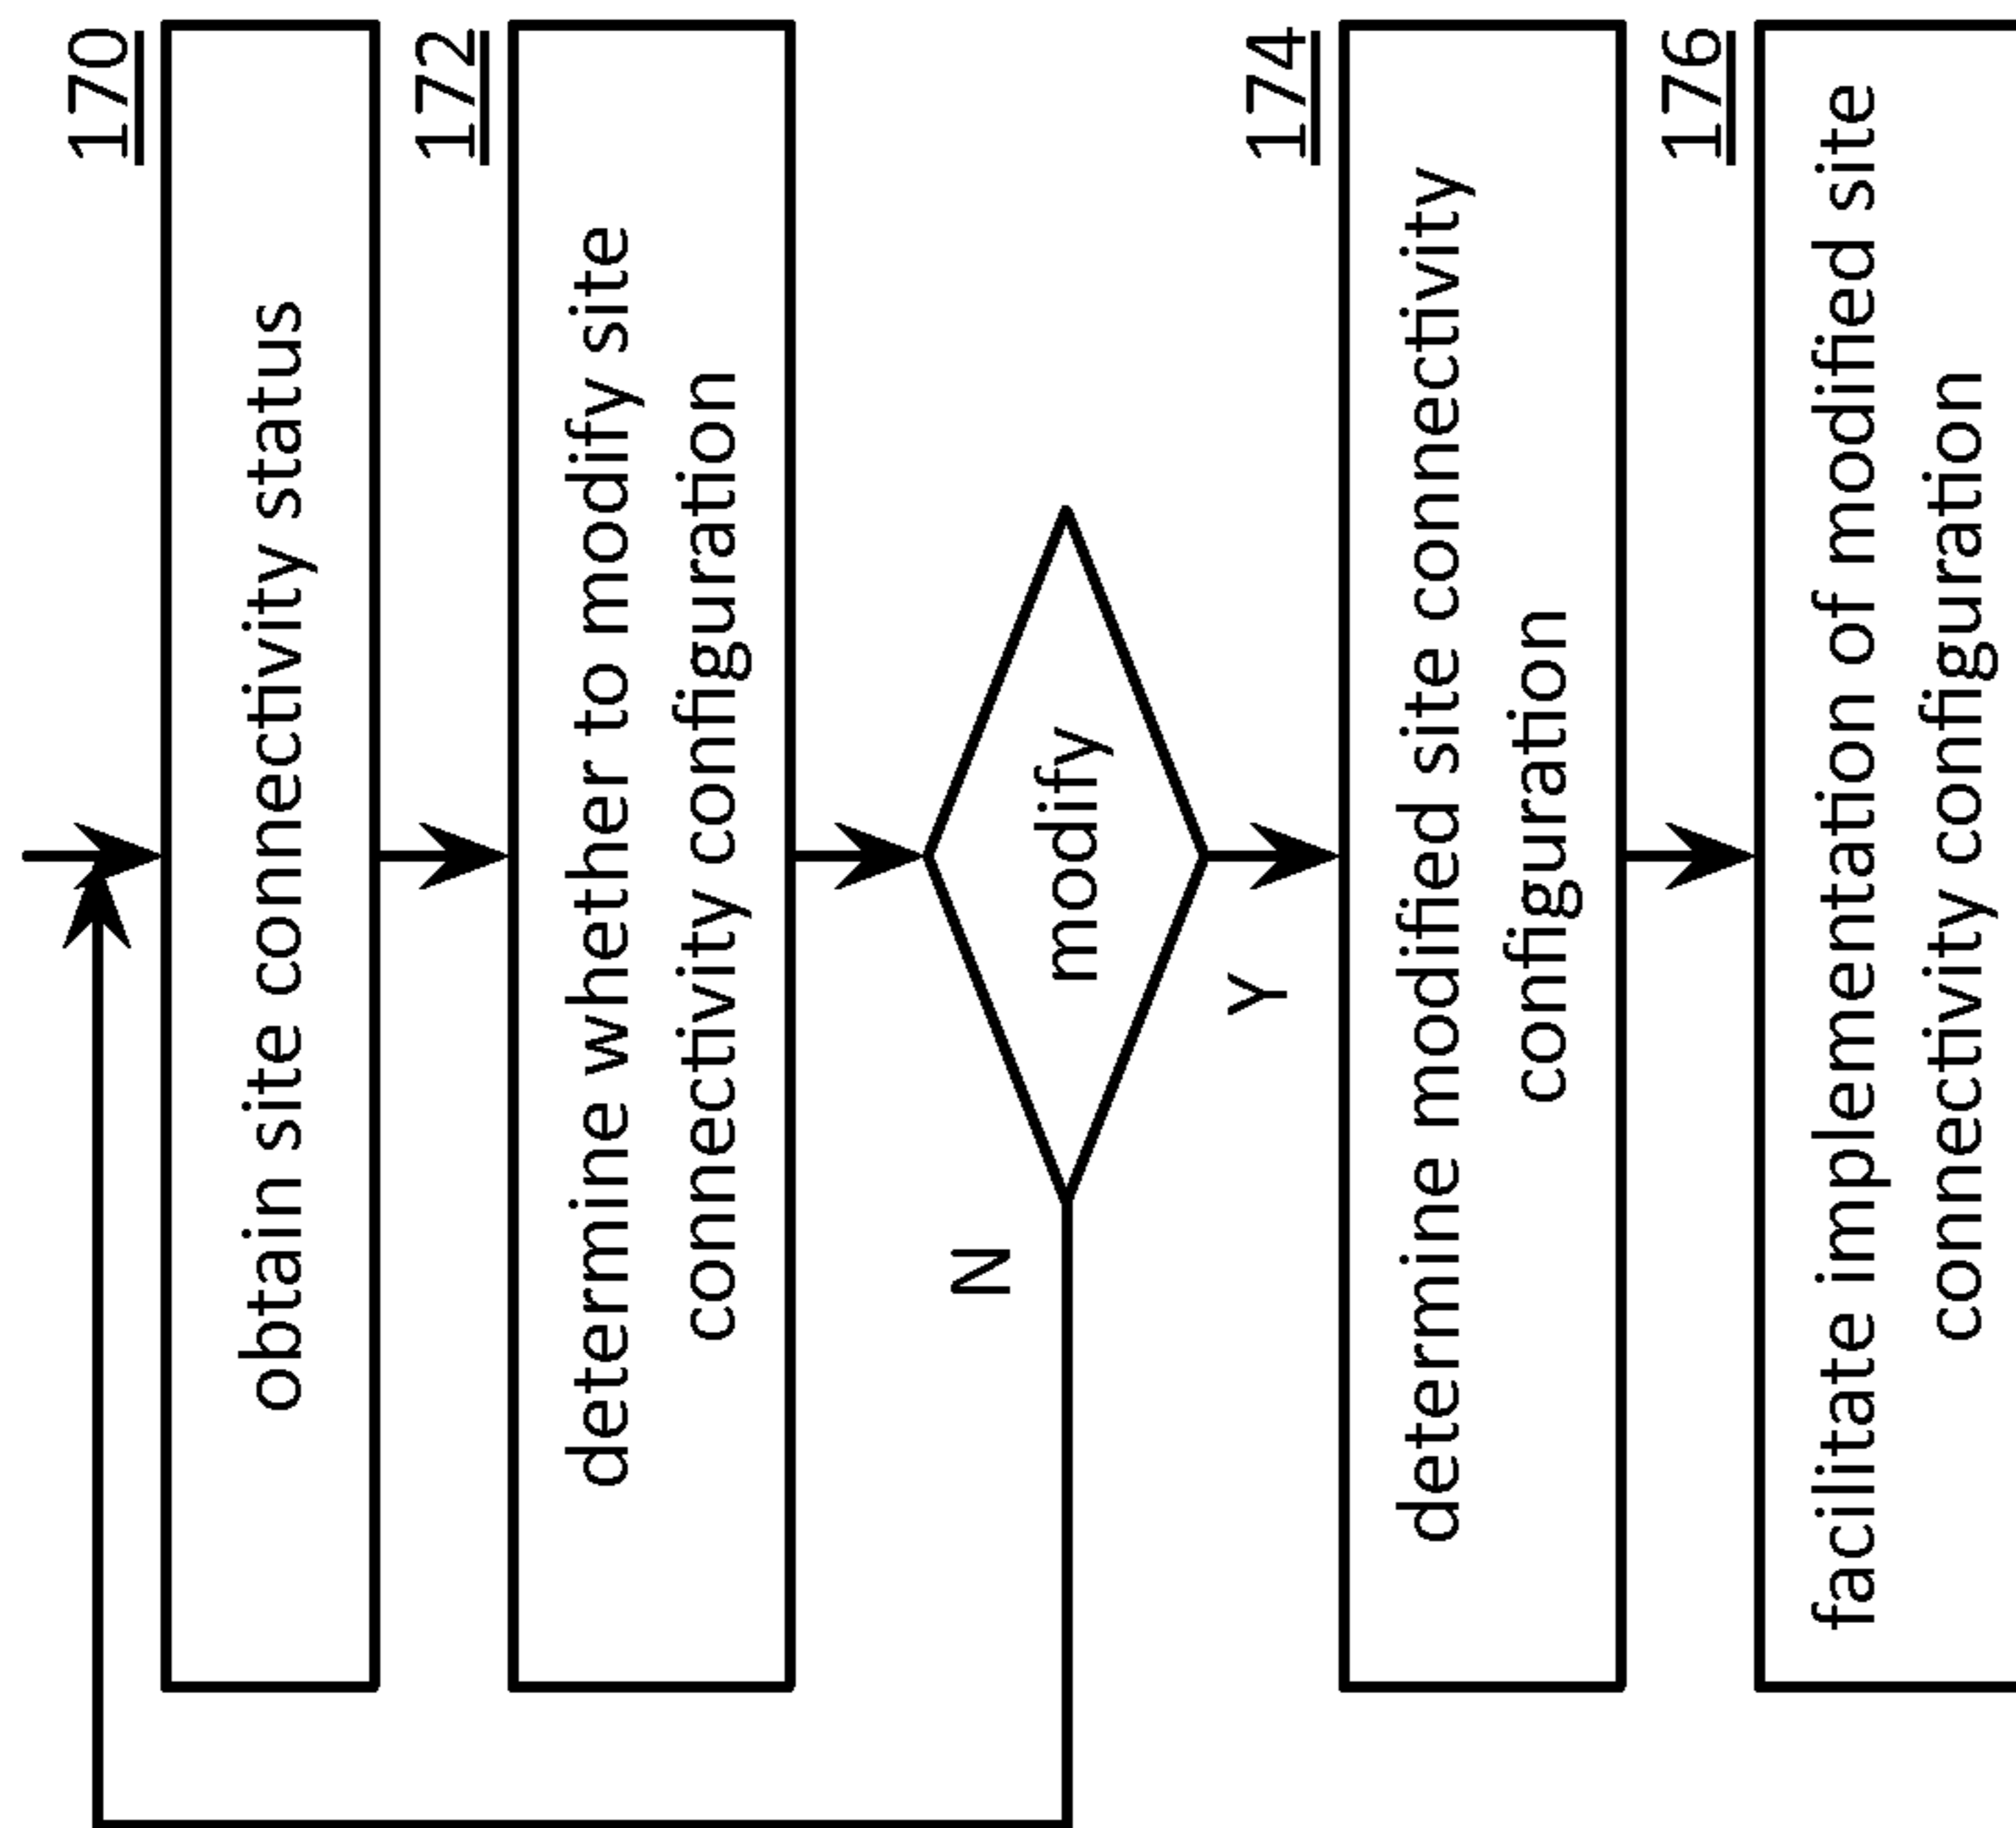 170
obtain site connectivity status
172
determine whether to modify site
connectivity configuration
modify
N
Y
174
determine modified site connectivity
configuration
176
facilitate implementation of modified site
connectivity configuration